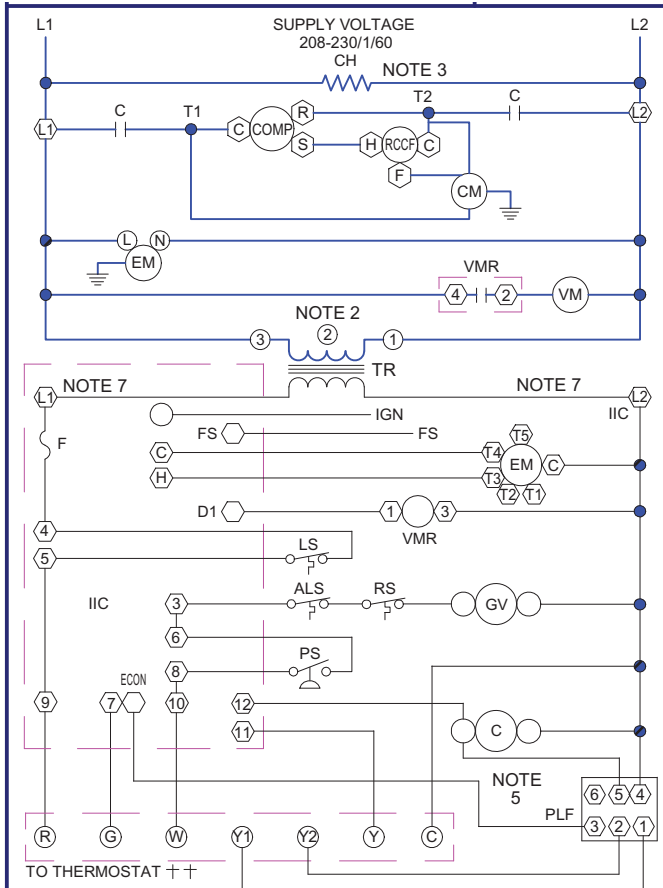 L1 SUPPLY VOLTAGE L2
208-230/1/60
CH NOTE 3
C T1 R T2 C
L1 C COMP S H RCCF C L2
F CM
L N
EM VMR
4 2 VM
NOTE 2
3 2 1
TR
L1 NOTE 7 NOTE 7 L2
IGN IIC
F FS FS T5
C T4 EM C
H T3
T2 T1
D1 1 3
VMR
4 LS
5
ALS RS
IIC 3 GV
6
PS
8
ECON
9 7 10 12 C
11
NOTE
5 6 5 4
PLF 3 2 1
R G W Y1 Y2 Y C
TO THERMOSTAT ++